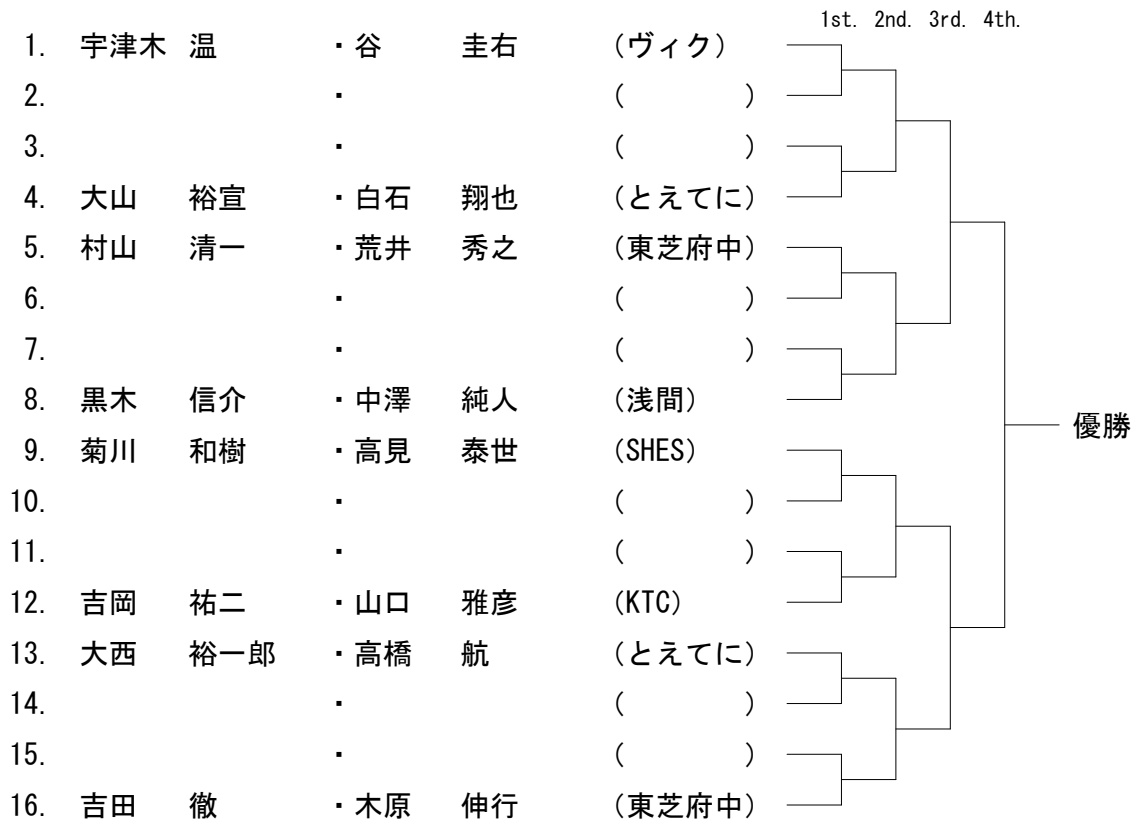 1st. 2nd. 3rd. 4th.
1. 宇津木 温 ・谷 圭右 (ヴィク)
2. ・ ( )
3. ・ ( )
4. 大山 裕宣 ・白石 翔也 (とえてに)
5. 村山 清一 ・荒井 秀之 (東芝府中)
6. ・ ( )
7. ・ ( )
8. 黒木 信介 ・中澤 純人 (浅間)
優勝
9. 菊川 和樹 ・高見 泰世 (SHES)
10. ・ ( )
11. ・ ( )
12. 吉岡 祐二 ・山口 雅彦 (KTC)
13. 大西 裕一郎 ・高橋 航 (とえてに)
14. ・ ( )
15. ・ ( )
16. 吉田 徹 ・木原 伸行 (東芝府中)